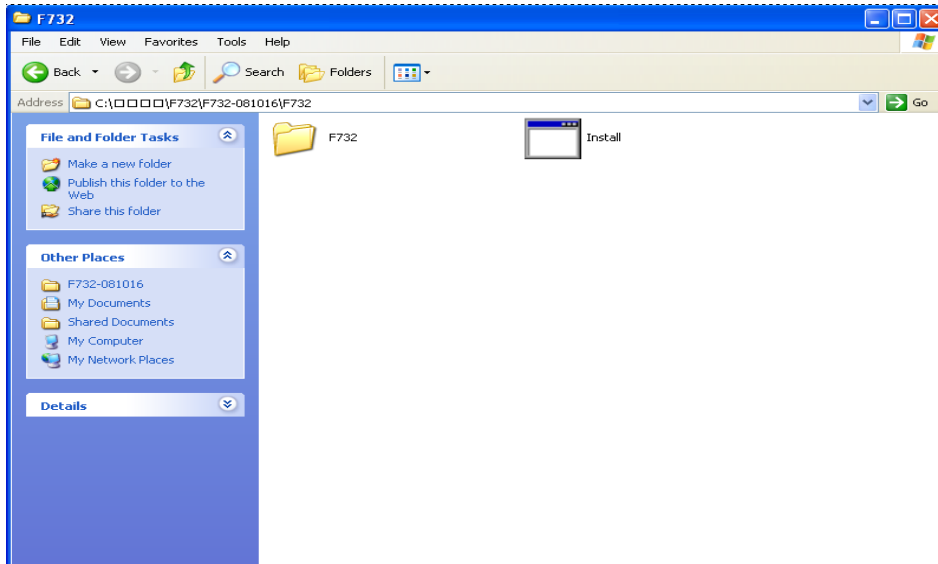 F732
File Edit View Favorites Tools Help
Back Search Folders
Address C:\□□□□\F732\F732-081016\F732 Go
File and Folder Tasks
Make a new folder
Publish this folder to the
Web
Share this folder
Other Places
F732-081016
My Documents
Shared Documents
My Computer
My Network Places
Details
F732
Install